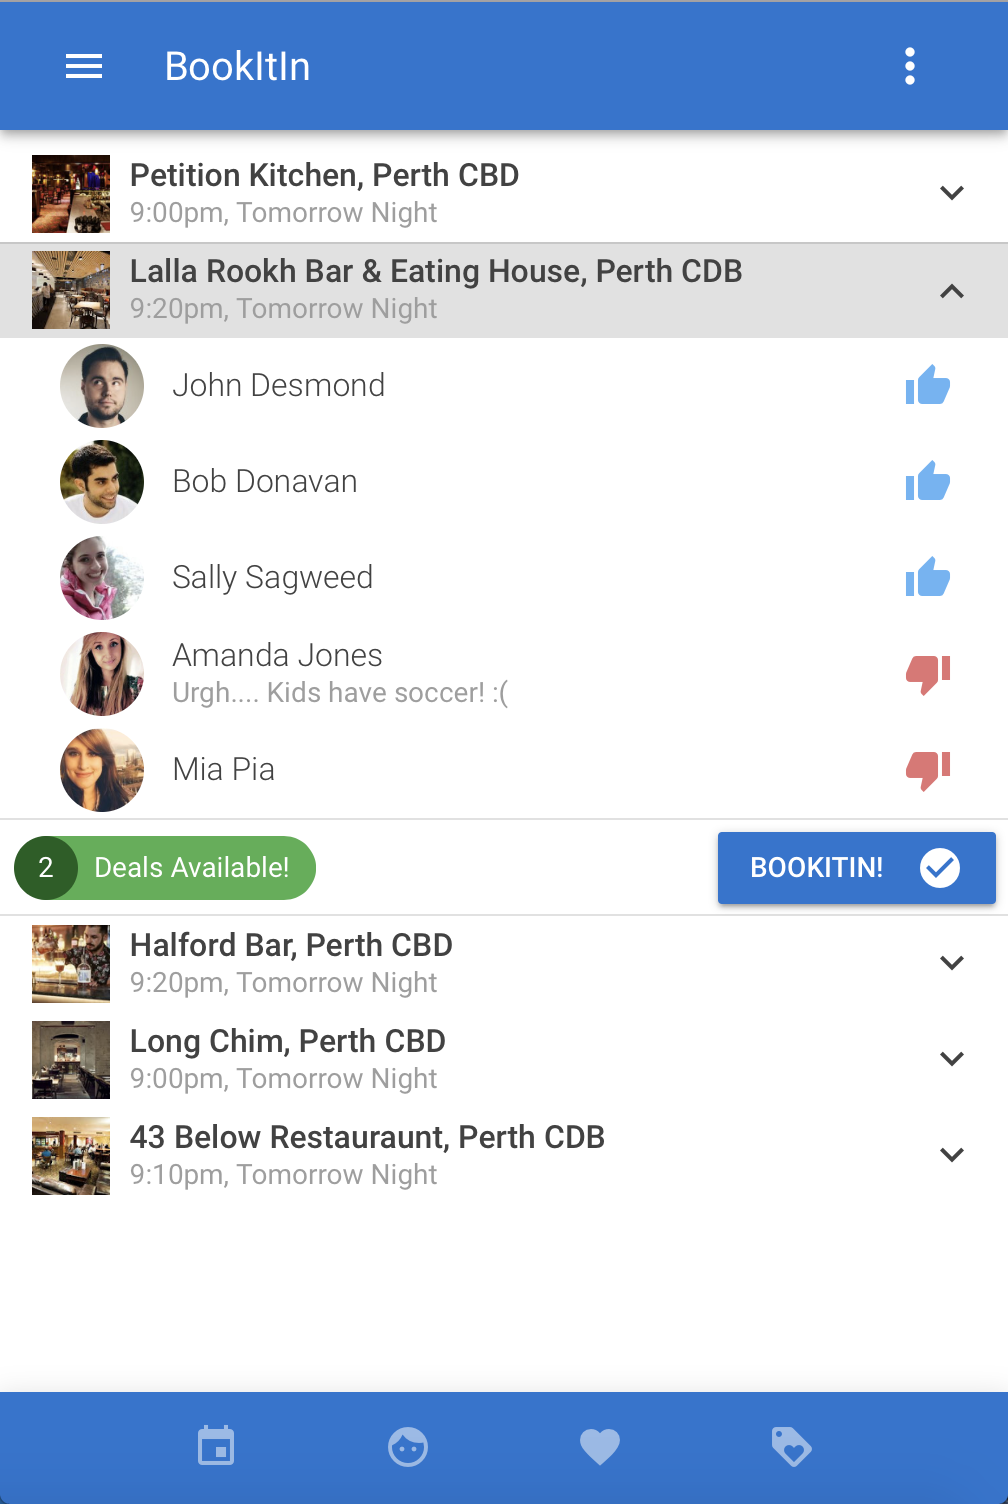 BookItIn
Petition Kitchen, Perth CBD
9:00pm, Tomorrow Night
Lalla Rookh Bar & Eating House, Perth CDB
9:20pm, Tomorrow Night
John Desmond
Bob Donavan
Sally Sagweed
Amanda Jones
Urgh.... Kids have soccer! :(
Mia Pia
2 Deals Available! BOOKITIN!
Halford Bar, Perth CBD
9:20pm, Tomorrow Night
Long Chim, Perth CBD
9:00pm, Tomorrow Night
43 Below Restauraunt, Perth CDB
9:10pm, Tomorrow Night